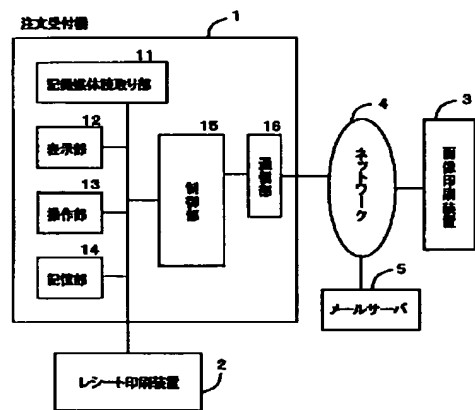 注文受付機
1
11
記録媒体読取り部
12
表示部
13
操作部
14
記憶部
15
制御部
16
通信部
4
ネットワーク
3
画像印刷装置
5
メールサーバ
レシート印刷装置
2